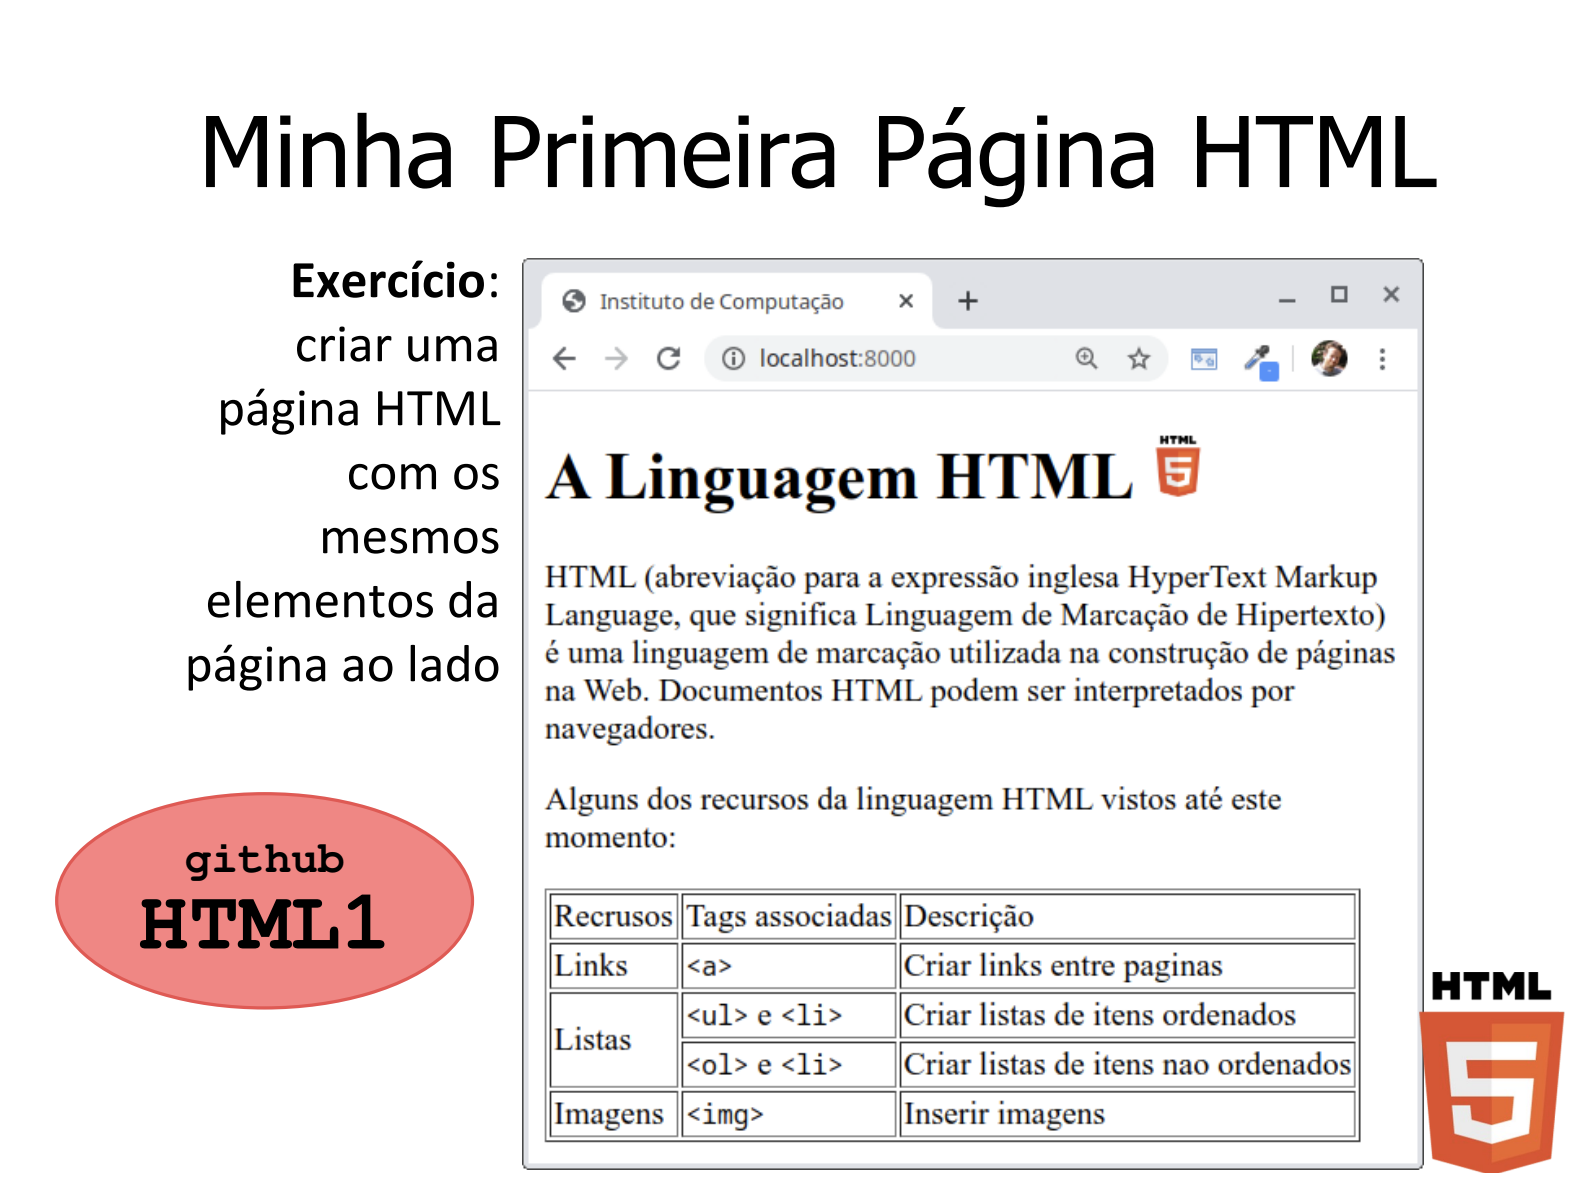 Minha Primeira Página HTML
Exercício:
criar uma
página HTML
com os
mesmos
elementos da
página ao lado
github
HTML1
Instituto de Computação
localhost:8000
A Linguagem HTML
HTML
5
HTML (abreviação para a expressão inglesa HyperText Markup
Language, que significa Linguagem de Marcação de Hipertexto)
é uma linguagem de marcação utilizada na construção de páginas
na Web. Documentos HTML podem ser interpretados por
navegadores.
Alguns dos recursos da linguagem HTML vistos até este
momento:
Recrusos Tags associadas Descrição
Links <a> Criar links entre paginas
Listas
<ul> e <li> Criar listas de itens ordenados
<ol> e <li> Criar listas de itens nao ordenados
Imagens <img> Inserir imagens
HTML
5